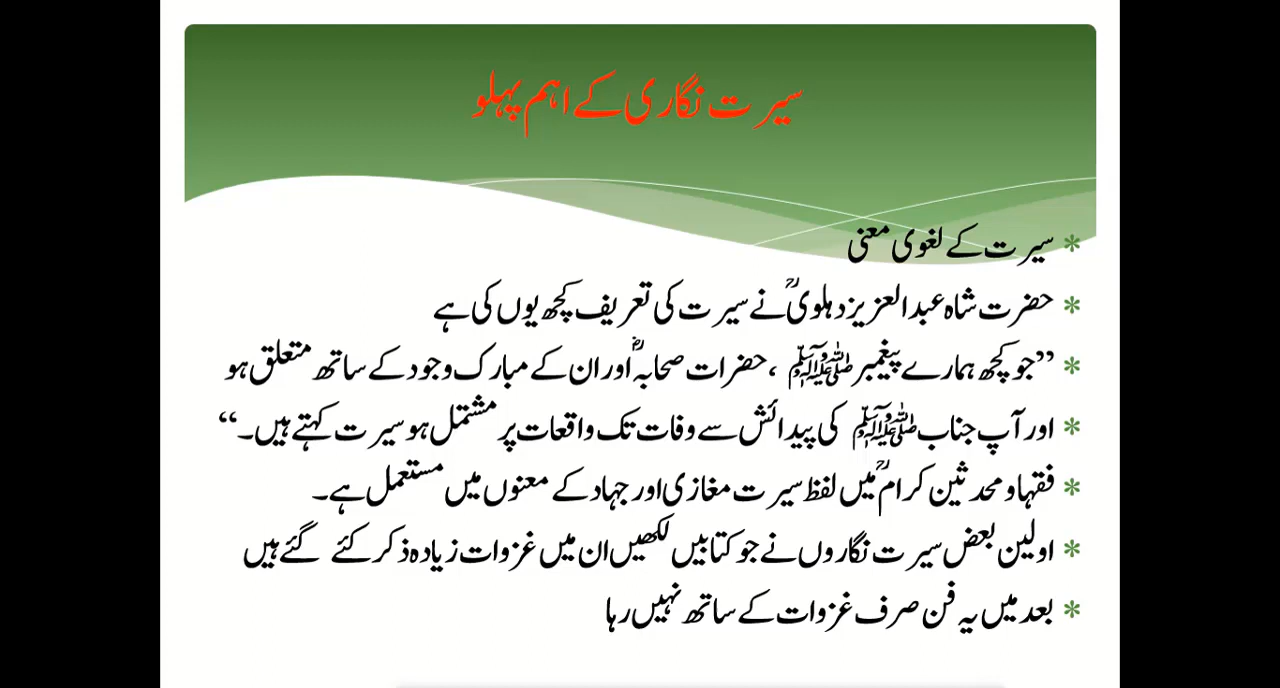 سیرت نگاری کے اہم پہلو
سیرت کے لغوی معنی
حضرت شاہ عبدالعزیز دہلویؒ نے سیرت کی تعریف کچھ یوں کی ہے
”جو کچھ ہمارے پیغمبر ﷺ ، حضرات صحابہؓ اور ان کے مبارک وجود کے ساتھ متعلق ہو
اور آپ جناب ﷺ کی پیدائش سے وفات تک واقعات پر مشتمل ہو سیرت کہتے ہیں۔“
فقہا و محدثین کرامؒ میں لفظ سیرت مغازی اور جہاد کے معنوں میں مستعمل ہے۔
اولین بعض سیرت نگاروں نے جو کتابیں لکھیں ان میں غزوات زیادہ ذکر کئے گئے ہیں
بعد میں یہ فن صرف غزوات کے ساتھ نہیں رہا